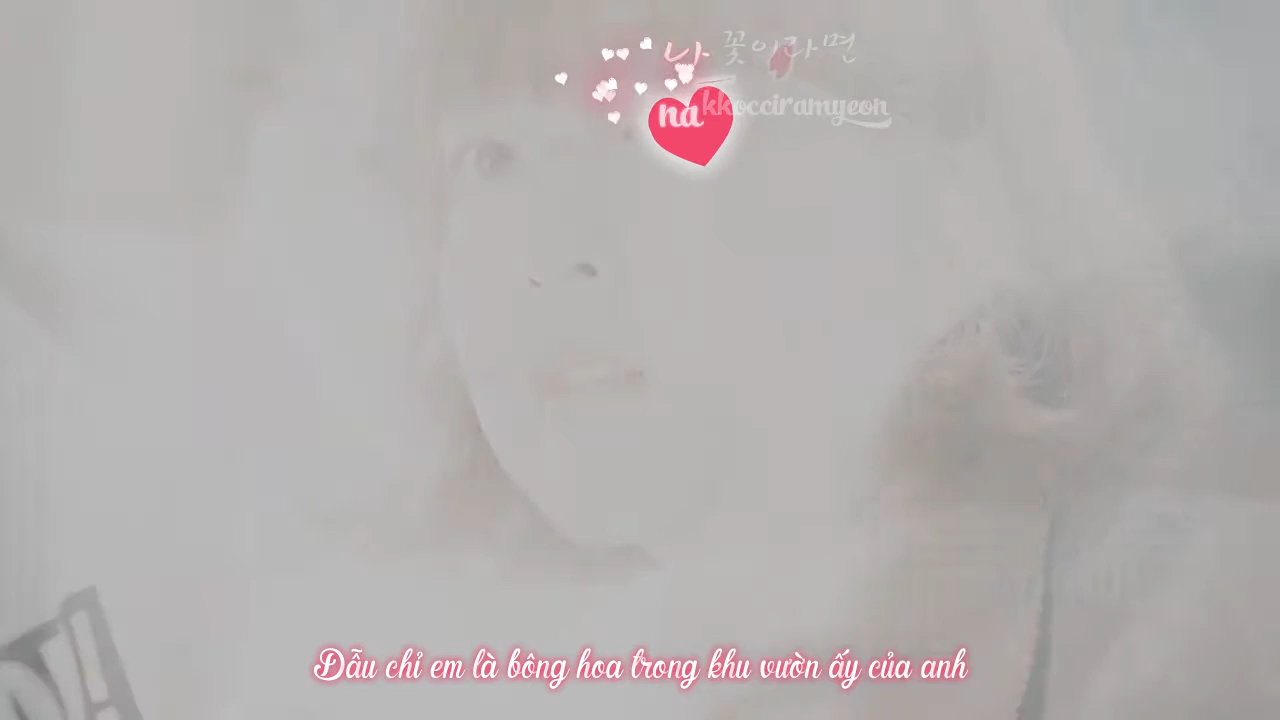 나 꽃이라면
na kkocciramyeon
Dẫu chỉ em là bông hoa trong khu vườn ấy của anh